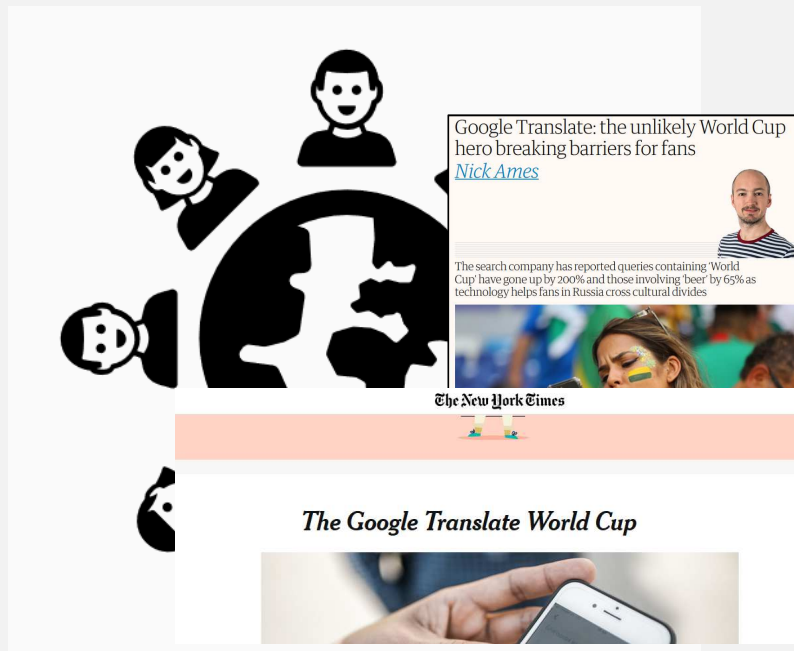 Google Translate: the unlikely World Cup
hero breaking barriers for fans
Nick Ames
The search company has reported queries containing ‘World
Cup’ have gone up by 200% and those involving ‘beer’ by 65% as
technology helps fans in Russia cross cultural divides
The New York Times
The Google Translate World Cup